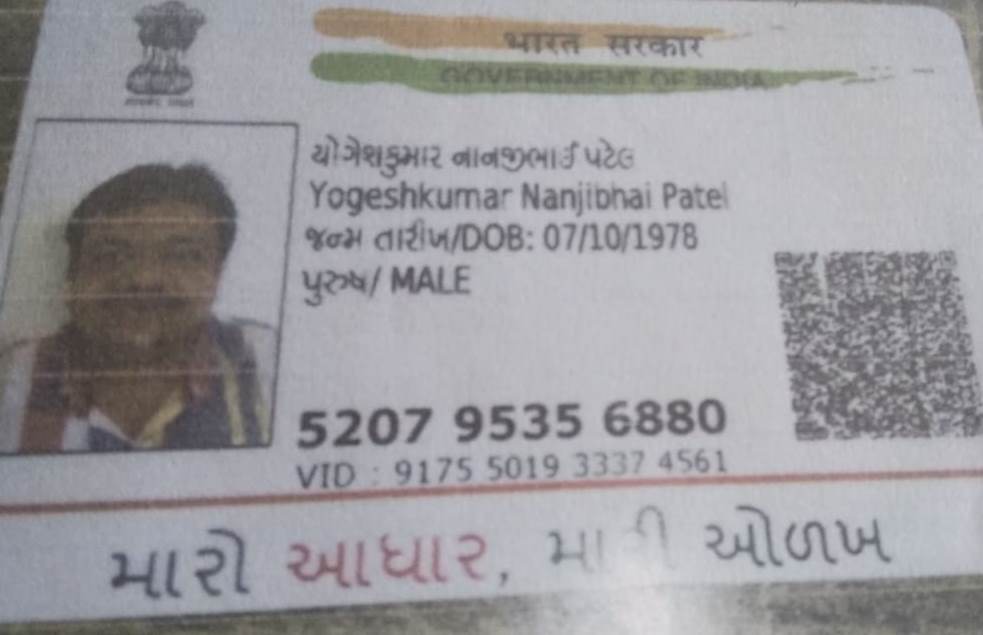 भारत सरकार
GOVERNMENT OF INDIA
યોગેશકુમાર નાનજીભાઈ પટેલ
Yogeshkumar Nanjibhai Patel
જન્મ તારીખ/DOB: 07/10/1978
પુરુષ/ MALE
5207 9535 6880
VID : 9175 5019 3337 4561
મારો આધાર, ઓળખ